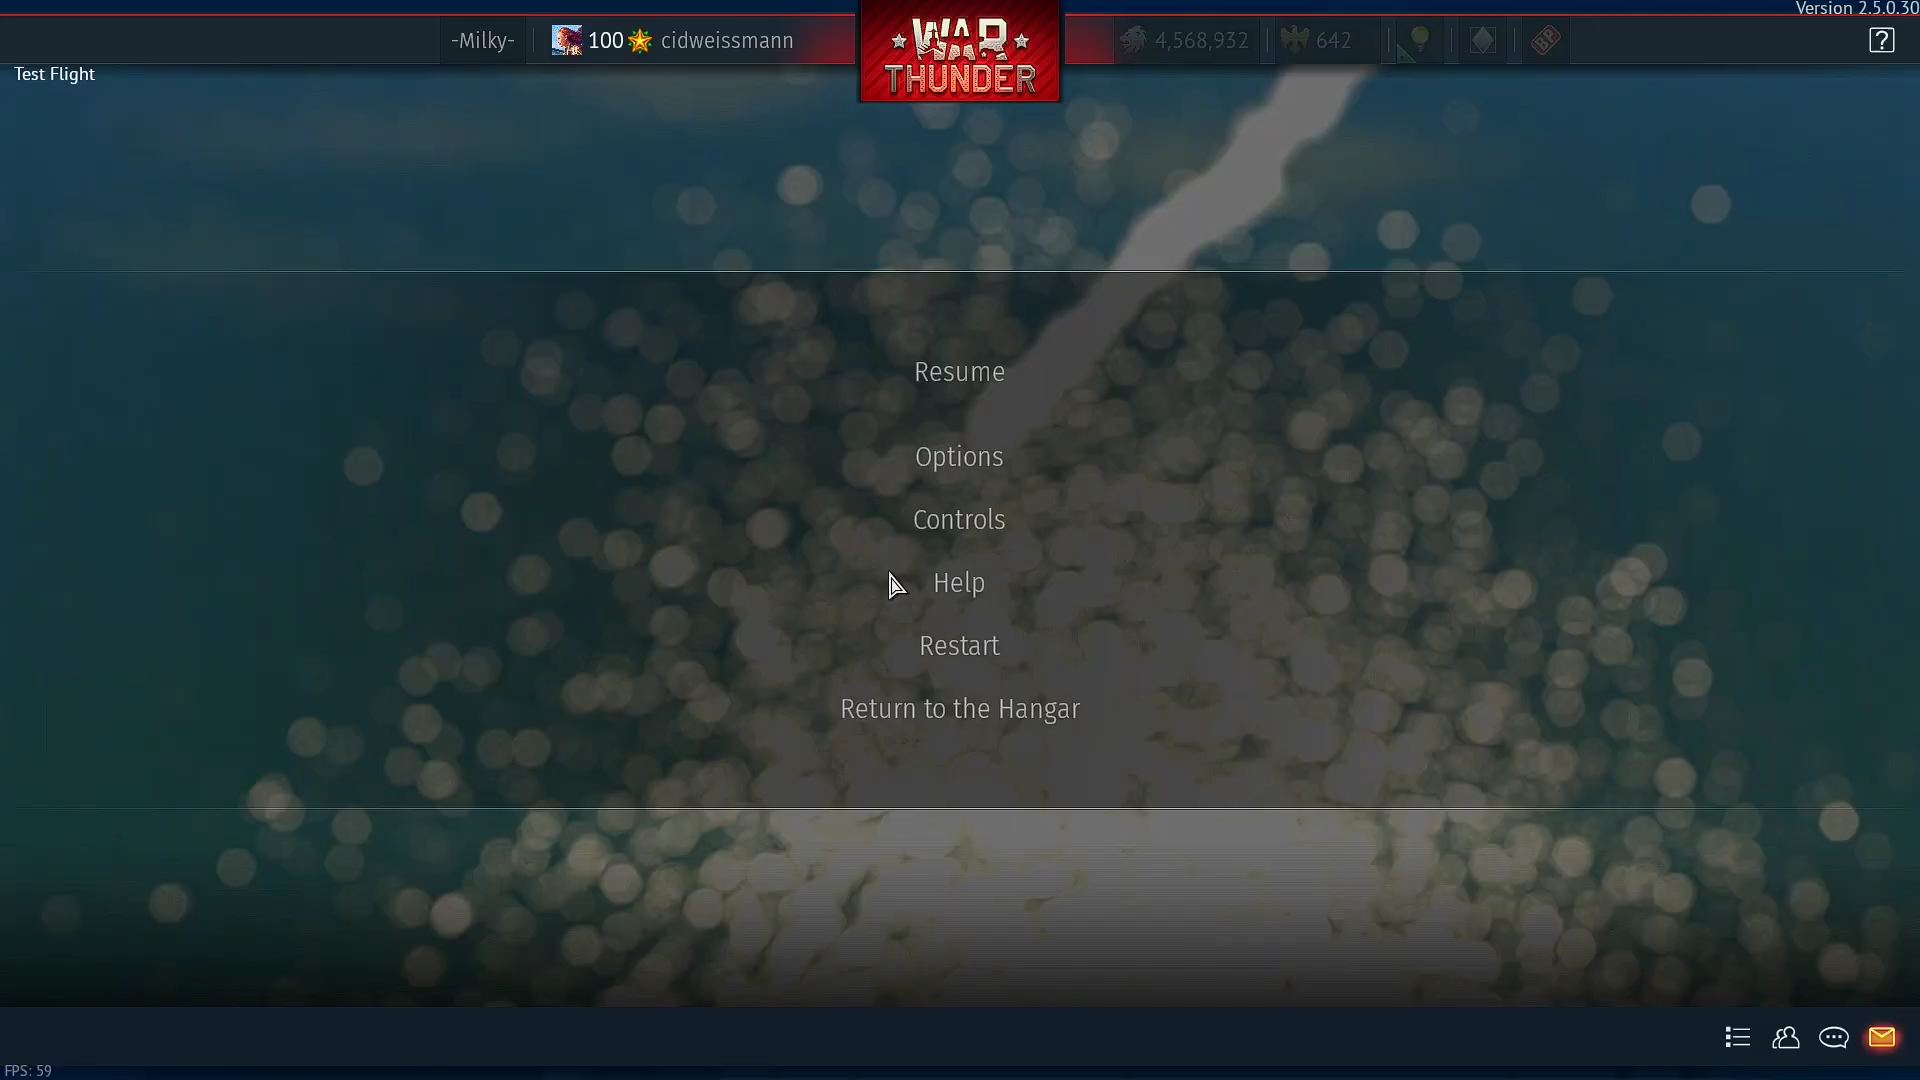 Version 2.5.0.30
-Milky- 100 cidweissmann WAR THUNDER 4,568,932 642 BP
Test Flight
Resume
Options
Controls
Help
Restart
Return to the Hangar
FPS: 59